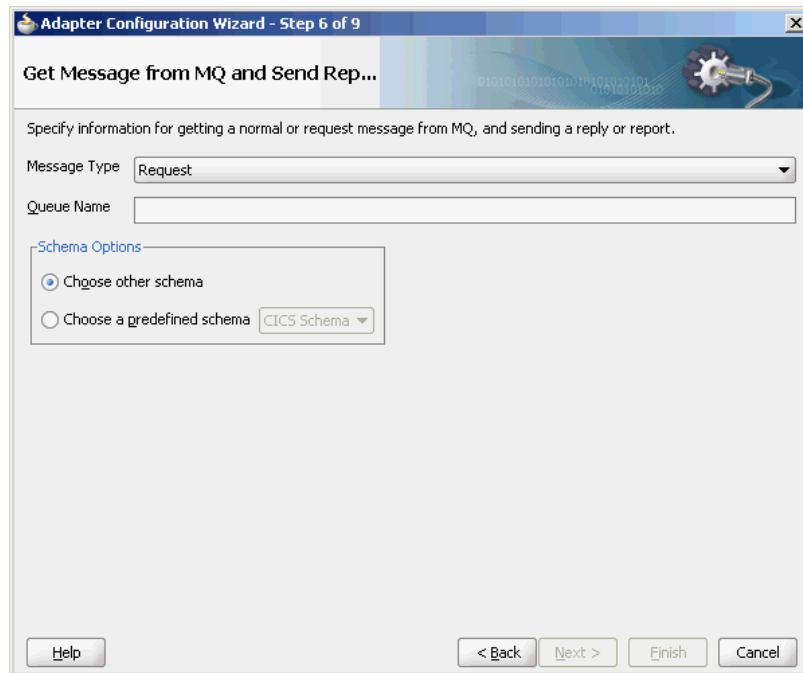 Adapter Configuration Wizard - Step 6 of 9
Get Message from MQ and Send Rep...
Specify information for getting a normal or request message from MQ, and sending a reply or report.
Message Type Request
Queue Name
Schema Options
Choose other schema
Choose a predefined schema CICS Schema
Help < Back Next > Finish Cancel